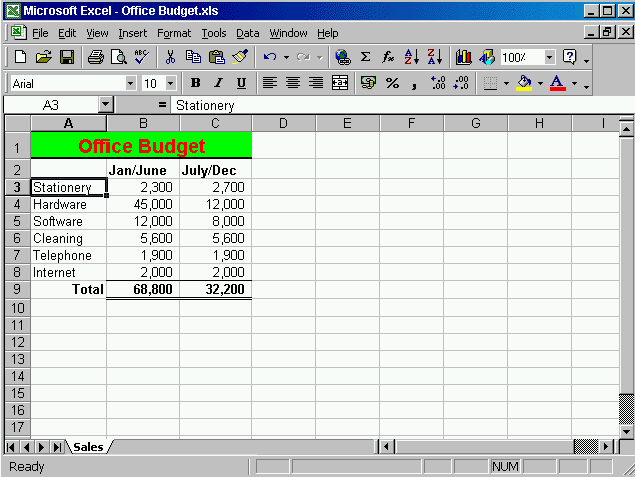 Microsoft Excel - Office Budget.xls
File Edit View Insert Format Tools Data Window Help
100%
Arial 10 B I U % ,
A3 = Stationery
A B C D E F G H I
1 Office Budget
2 Jan/June July/Dec
3 Stationery 2,300 2,700
4 Hardware 45,000 12,000
5 Software 12,000 8,000
6 Cleaning 5,600 5,600
7 Telephone 1,900 1,900
8 Internet 2,000 2,000
9 Total 68,800 32,200
10
11
12
13
14
15
16
17
Sales
Ready NUM